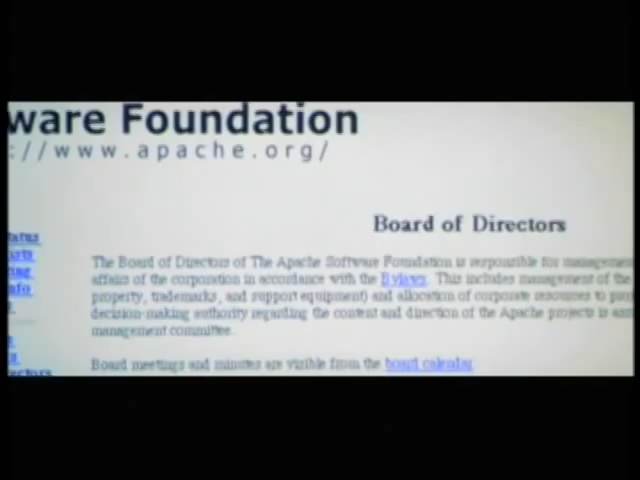 ware Foundation
://www.apache.org/
Board of Directors
The Board of Directors of The Apache Software Foundation is responsible for managemen
affairs of the corporation in accordance with the Bylaws. This includes management of the
property, trademarks, and support equipment) and allocation of corporate resources to
decision-making authority regarding the content and direction of the Apache projects is
management committee.
Board meetings and minutes are visible from the board calendar